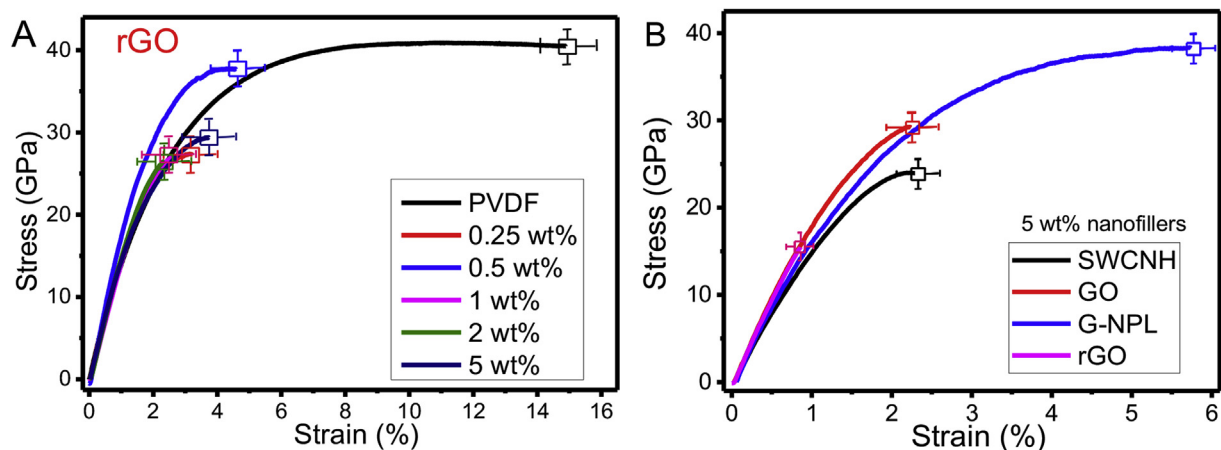 A
rGO
Stress (GPa)
40
30
20
10
0
PVDF
0.25 wt%
0.5 wt%
1 wt%
2 wt%
5 wt%
0 2 4 6 8 10 12 14 16
Strain (%)
B
Stress (GPa)
40
30
20
10
0
5 wt% nanofillers
SWCNH
GO
G-NPL
rGO
0 1 2 3 4 5 6
Strain (%)